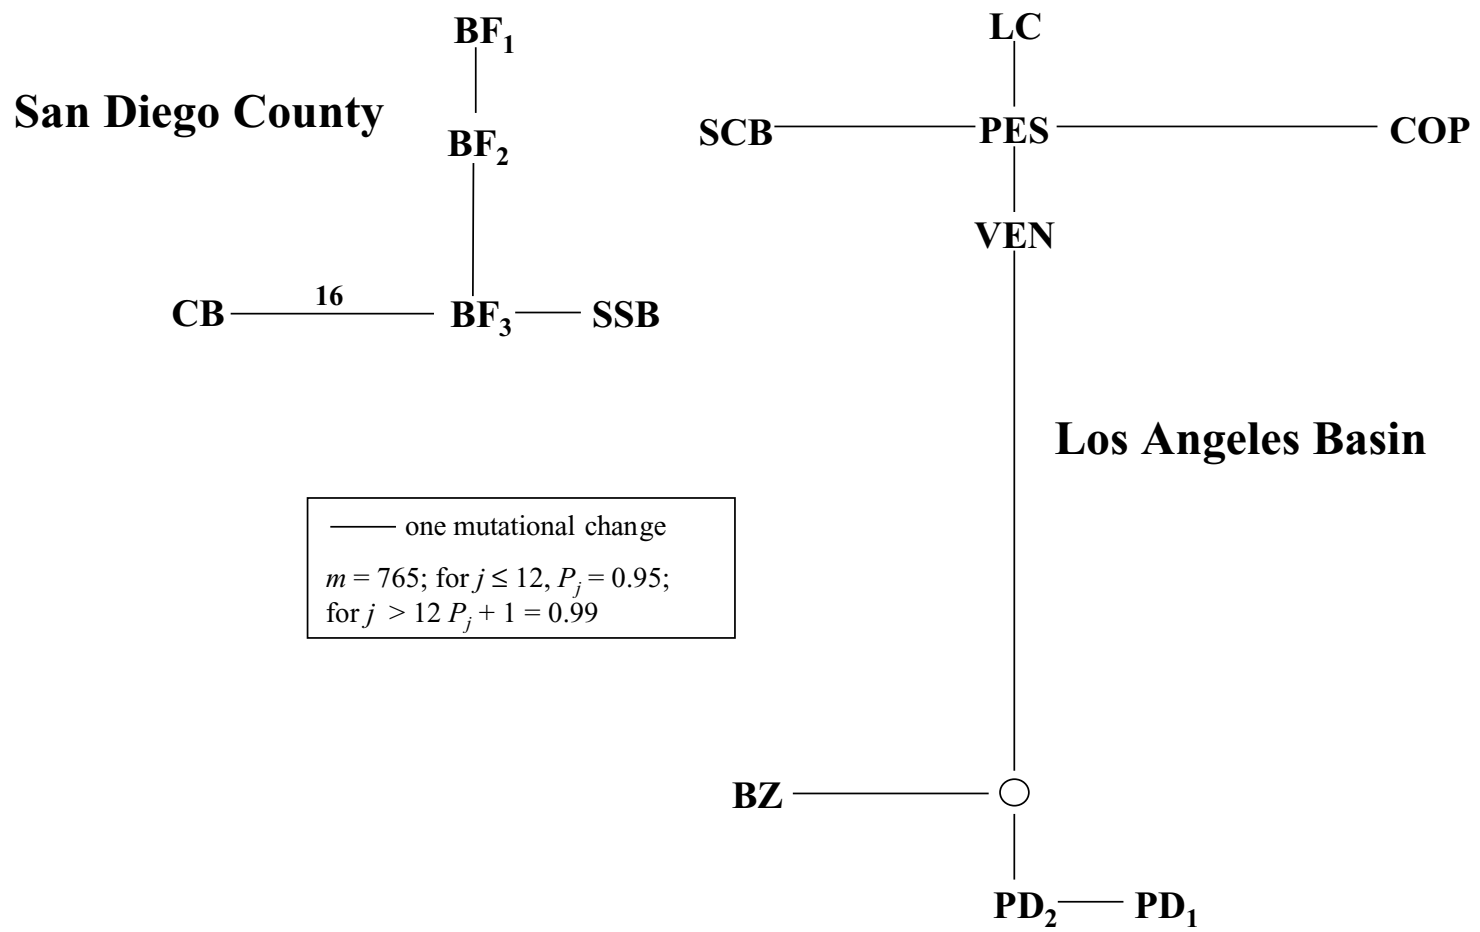 BF₁
LC
San Diego County
SCB
PES
COP
BF₂
VEN
16
CB
BF₃
SSB
Los Angeles Basin
one mutational change
m = 765; for j ≤ 12, Pⱼ = 0.95;
for j > 12 Pⱼ + 1 = 0.99
BZ
PD₂
PD₁